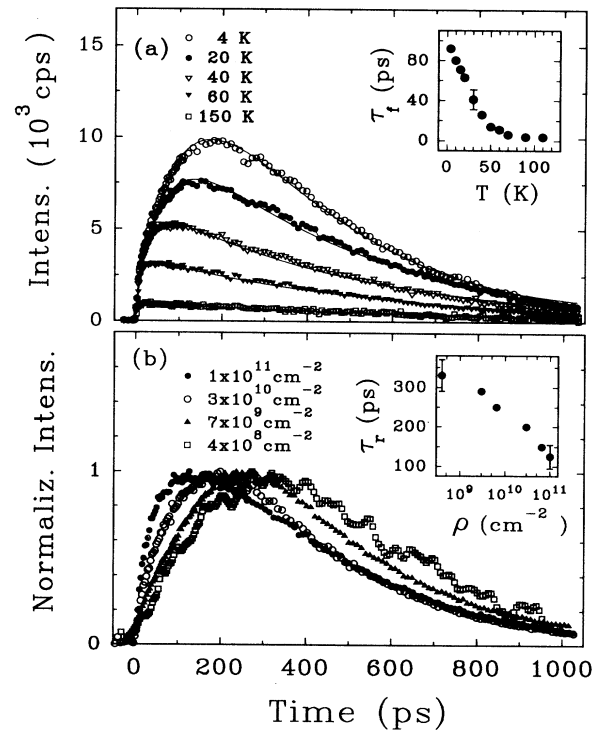 (a)
4 K
20 K
40 K
60 K
150 K
Intens. (10³ cps)
15
10
5
0
τf (ps)
80
40
0
0 50 100
T (K)
(b)
1x10¹¹cm⁻²
3x10¹⁰cm⁻²
7x10⁹cm⁻²
4x10⁸cm⁻²
Normaliz. Intens.
1
0
τr (ps)
300
200
100
10⁹ 10¹⁰ 10¹¹
ρ (cm⁻²)
0 200 400 600 800 1000
Time (ps)